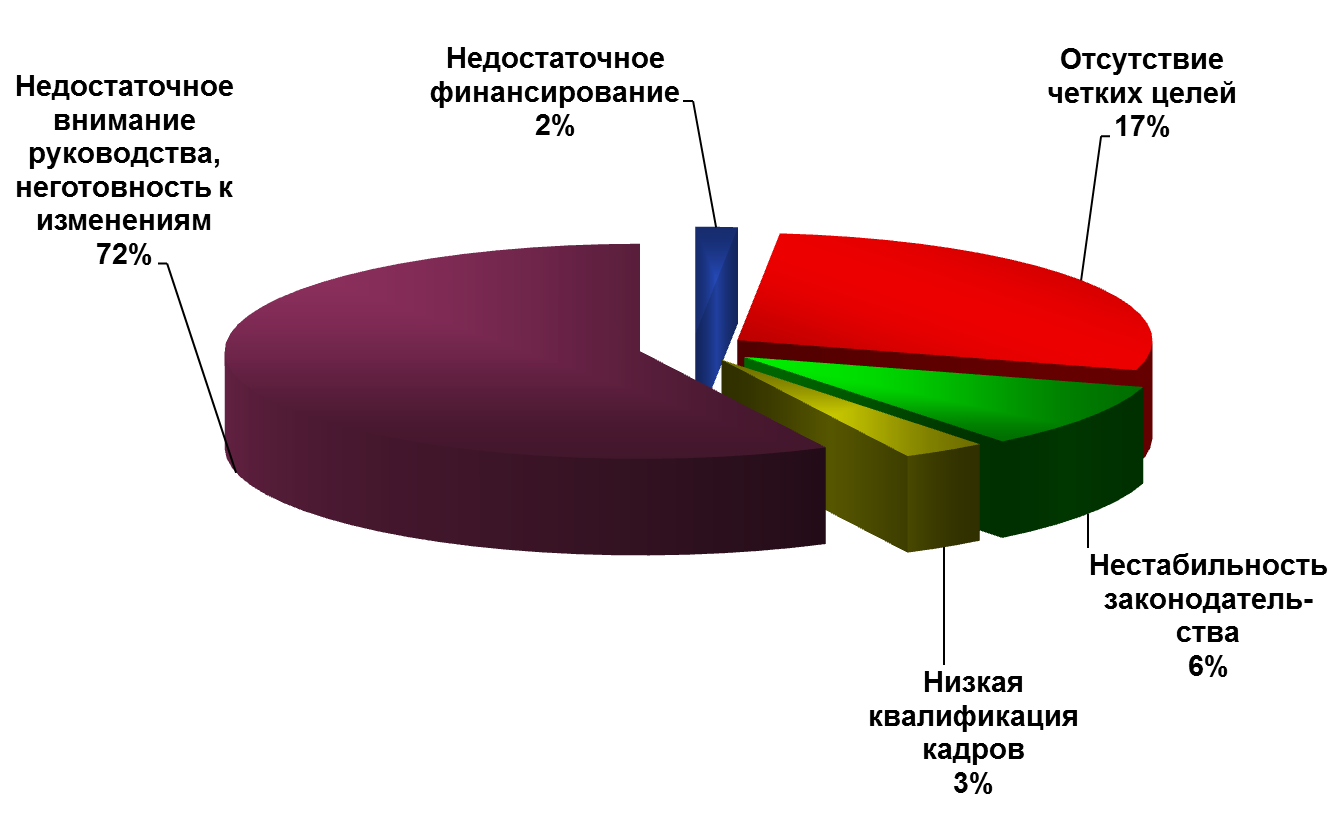 Недостаточное
финансирование
2%
Отсутствие
четких целей
17%
Недостаточное
внимание
руководства,
неготовность к
изменениям
72%
Нестабильность
законодатель-
ства
6%
Низкая
квалификация
кадров
3%